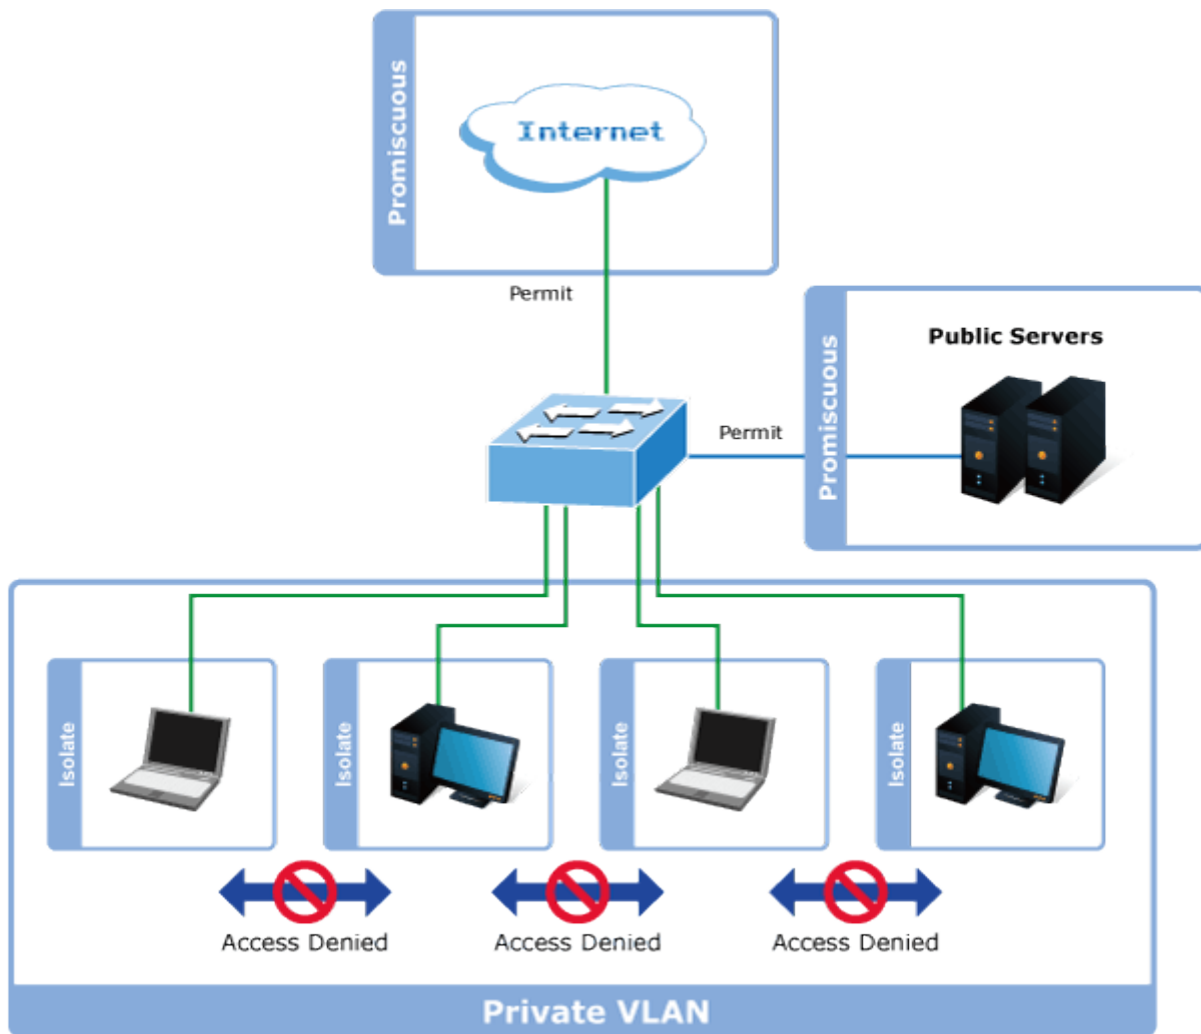 Promiscuous
Internet
Permit
Promiscuous
Public Servers
Permit
Isolate
Isolate
Isolate
Isolate
Access Denied
Access Denied
Access Denied
Private VLAN